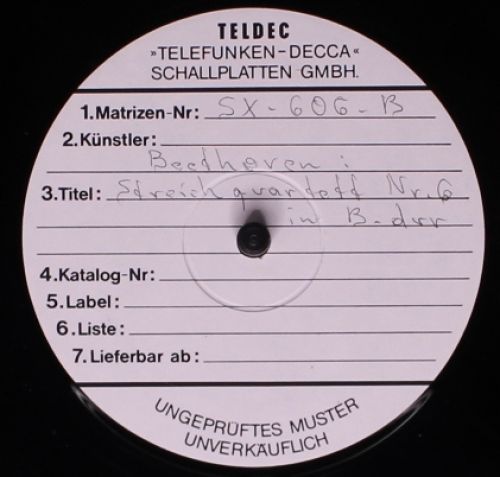 TELDEC
»TELEFUNKEN-DECCA«
SCHALLPLATTEN GMBH.
1. Matrizen-Nr: SX-606-B
2. Künstler:
Beethoven:
3. Titel: Streichquartett Nr. 6
in B-dur
4. Katalog-Nr:
5. Label:
6. Liste:
7. Lieferbar ab:
UNGEPRÜFTES MUSTER
UNVERKÄUFLICH